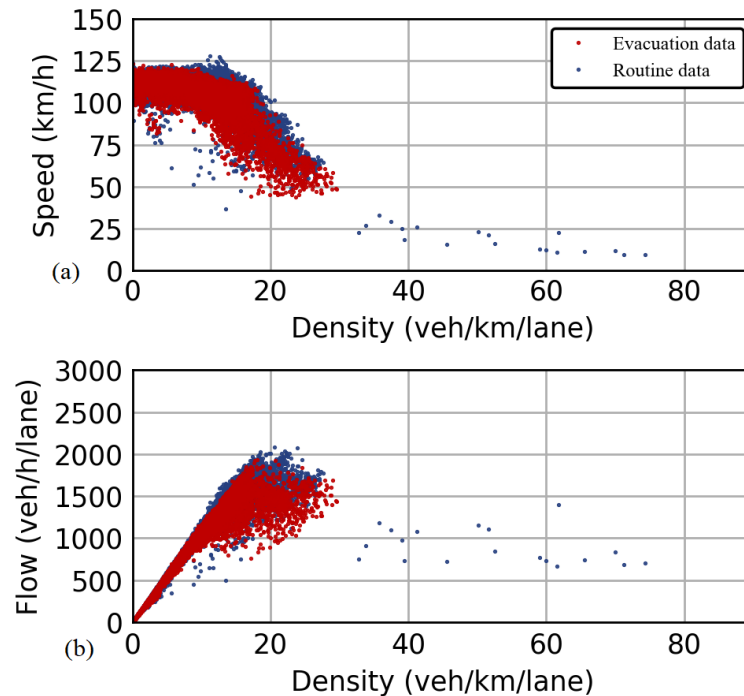 150
125
100
75
50
25
0
Speed (km/h)
Evacuation data
Routine data
(a)
0 20 40 60 80
Density (veh/km/lane)
3000
2500
2000
1500
1000
500
0
Flow (veh/h/lane)
(b)
0 20 40 60 80
Density (veh/km/lane)